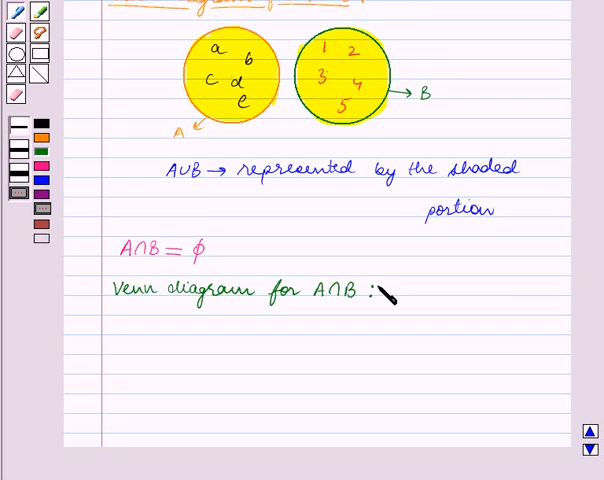 a
b
c d
e
1 2
3 4
5
A
B
A∪B → represented by the shaded
portion
A∩B = ϕ
Venn diagram for A∩B :